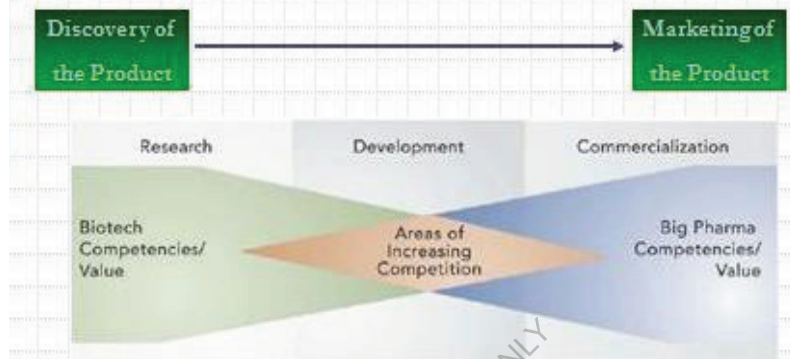 Discovery of
the Product
Marketing of
the Product
Research
Development
Commercialization
Biotech
Competencies/
Value
Areas of
Increasing
Competition
Big Pharma
Competencies/
Value
NLY